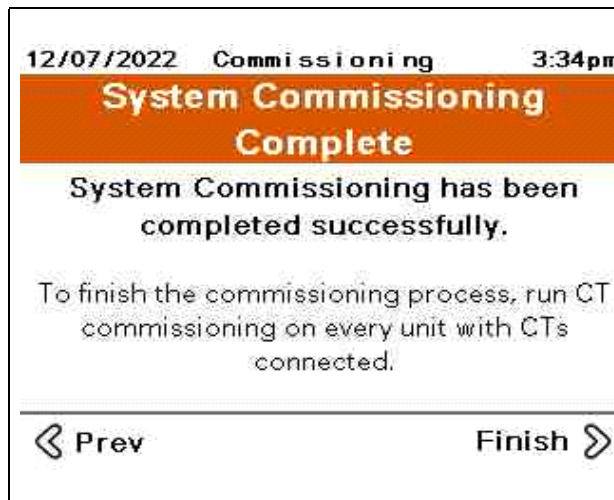 12/07/2022 Commissioning 3:34pm
System Commissioning
Complete
System Commissioning has been
completed successfully.
To finish the commissioning process, run CT
commissioning on every unit with CTs
connected.
Prev Finish